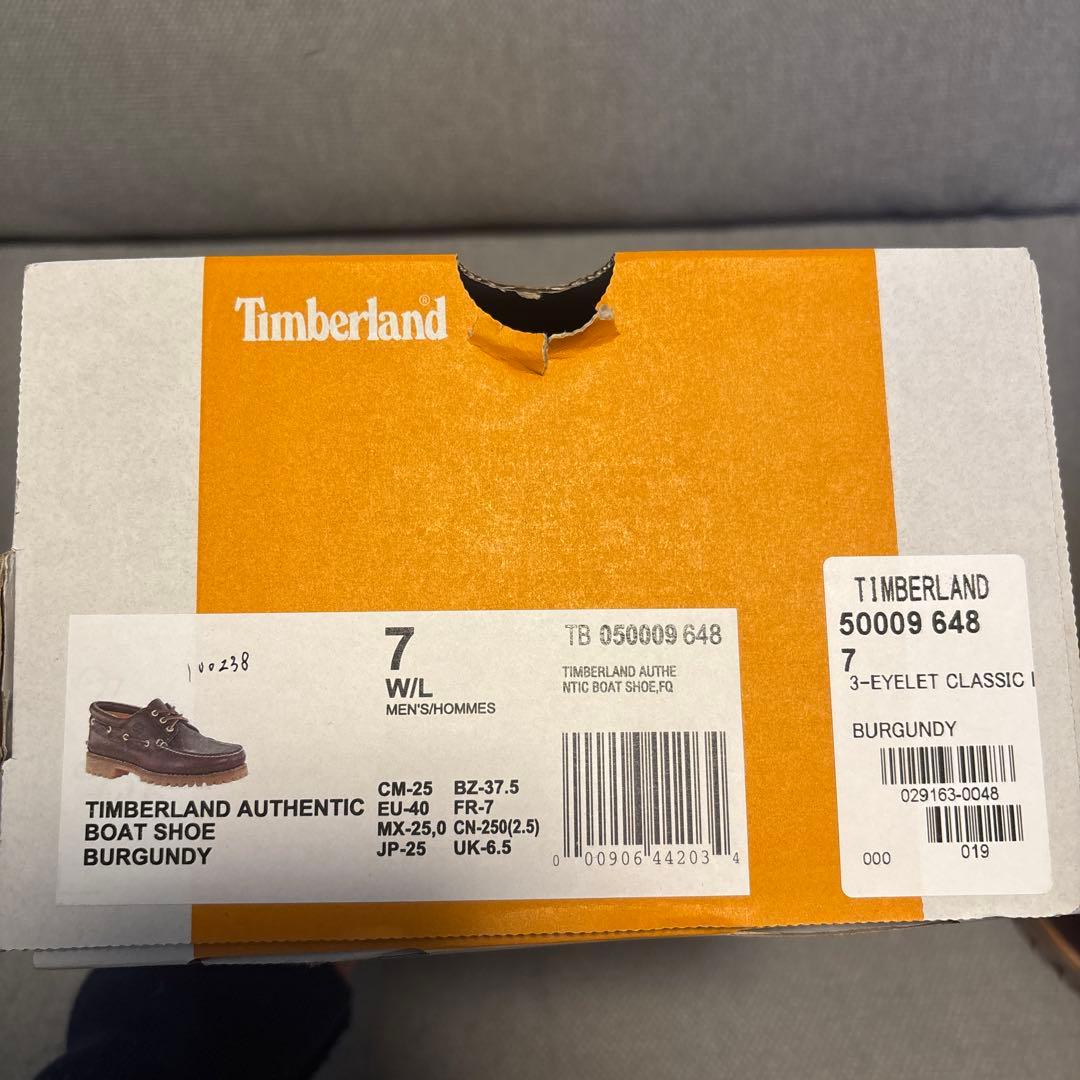 Timberland®
100238
7
W/L
MEN'S/HOMMES
TB 050009 648
TIMBERLAND AUTHE
NTIC BOAT SHOE,FQ
TIMBERLAND AUTHENTIC
BOAT SHOE
BURGUNDY
CM-25 BZ-37.5
EU-40 FR-7
MX-25,0 CN-250(2.5)
JP-25 UK-6.5
0 00906 44203 4
TIMBERLAND
50009 648
7
3-EYELET CLASSIC
BURGUNDY
029163-0048
000 019